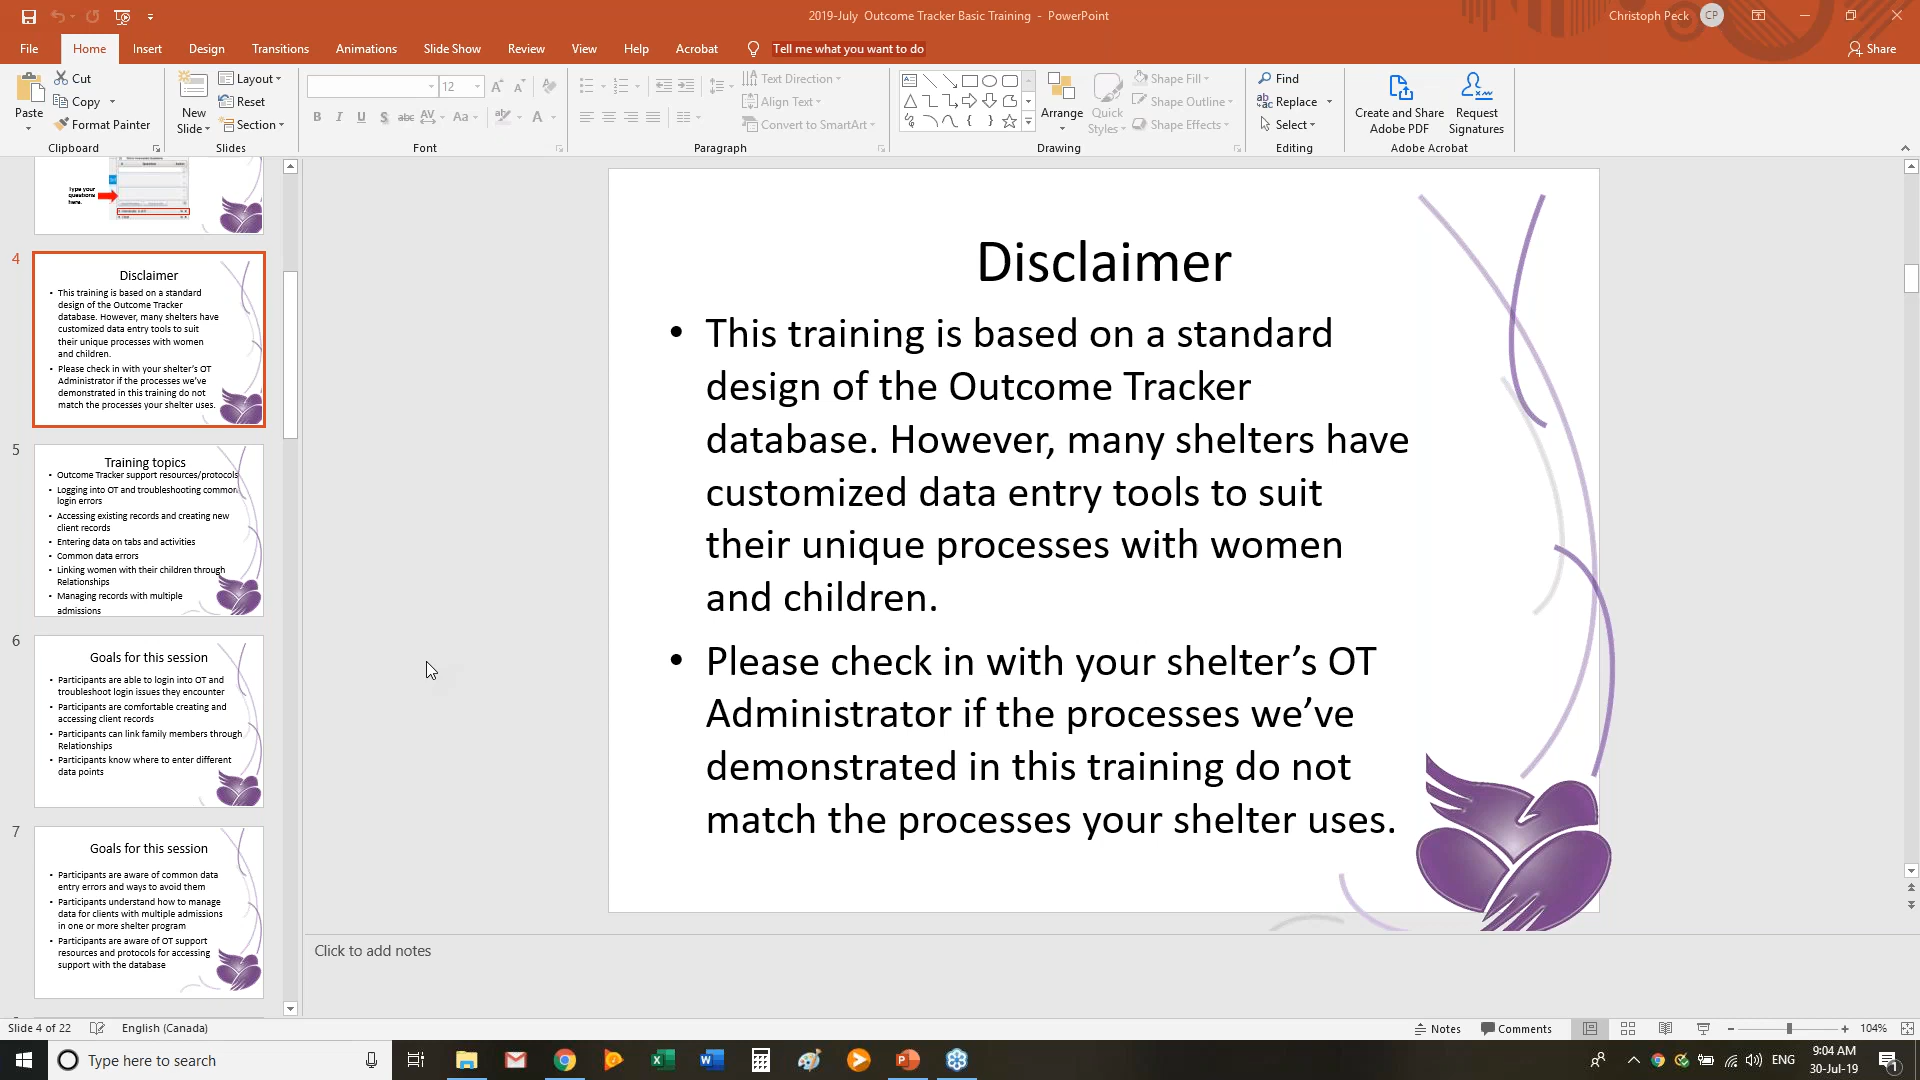 2019-July  Outcome Tracker Basic Training  -  PowerPoint
Christoph Peck
CP
File
Home
Insert
Design
Transitions
Animations
Slide Show
Review
View
Help
Acrobat
Tell me what you want to do
Share
Paste
Cut
Copy
Format Painter
Clipboard
New Slide
Layout
Reset
Section
Slides
12
Font
Text Direction
Align Text
Convert to SmartArt
Paragraph
Arrange
Quick Styles
Shape Fill
Shape Outline
Shape Effects
Drawing
Find
Replace
Select
Editing
Create and Share Adobe PDF
Request Signatures
Adobe Acrobat
Type your
questions
here.
4
Disclaimer
• This training is based on a standard
design of the Outcome Tracker
database. However, many shelters have
customized data entry tools to suit
their unique processes with women
and children.
• Please check in with your shelter's OT
Administrator if the processes we've
demonstrated in this training do not
match the processes your shelter uses.
5
Training topics
• Outcome Tracker support resources/protocols
• Logging into OT and troubleshooting common
login errors
• Accessing existing records and creating new
client records
• Entering data on tabs and activities
• Common data errors
• Linking women with their children through
Relationships
• Managing records with multiple
admissions
6
Goals for this session
• Participants are able to login into OT and
troubleshoot login issues they encounter
• Participants are comfortable creating and
accessing client records
• Participants can link family members through
Relationships
• Participants know where to enter different
data points
7
Goals for this session
• Participants are aware of common data
entry errors and ways to avoid them
• Participants understand how to manage
data for clients with multiple admissions
in one or more shelter program
• Participants are aware of OT support
resources and protocols for accessing
support with the database
Disclaimer
• This training is based on a standard
design of the Outcome Tracker
database. However, many shelters have
customized data entry tools to suit
their unique processes with women
and children.
• Please check in with your shelter's OT
Administrator if the processes we've
demonstrated in this training do not
match the processes your shelter uses.
Click to add notes
Slide 4 of 22
English (Canada)
Notes
Comments
104%
Type here to search
ENG
9:04 AM
30-Jul-19
1